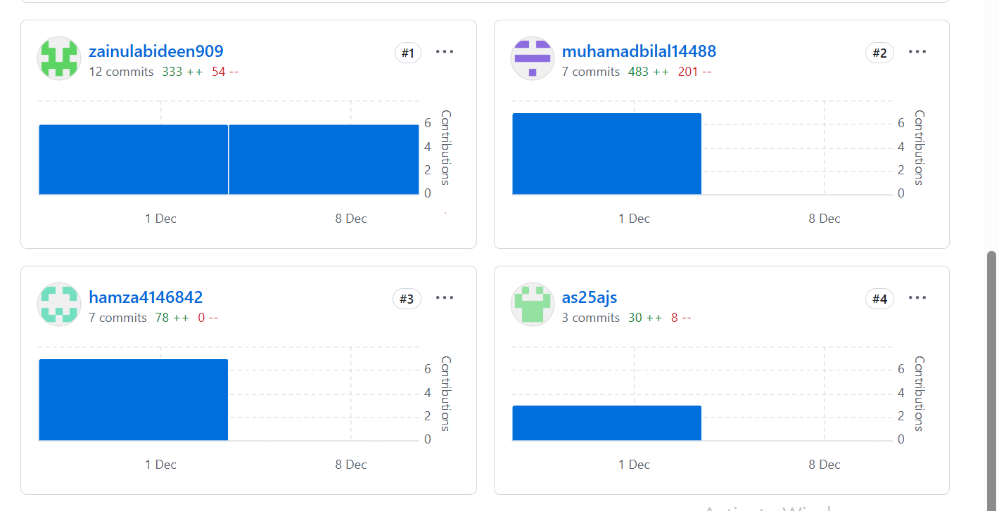 zainulabideen909
#1
12 commits 333 ++ 54 --
Contributions
6
4
2
0
1 Dec 8 Dec
muhamadbilal14488
#2
7 commits 483 ++ 201 --
Contributions
6
4
2
0
1 Dec 8 Dec
hamza4146842
#3
7 commits 78 ++ 0 --
Contributions
6
4
2
0
1 Dec 8 Dec
as25ajs
#4
3 commits 30 ++ 8 --
Contributions
6
4
2
0
1 Dec 8 Dec